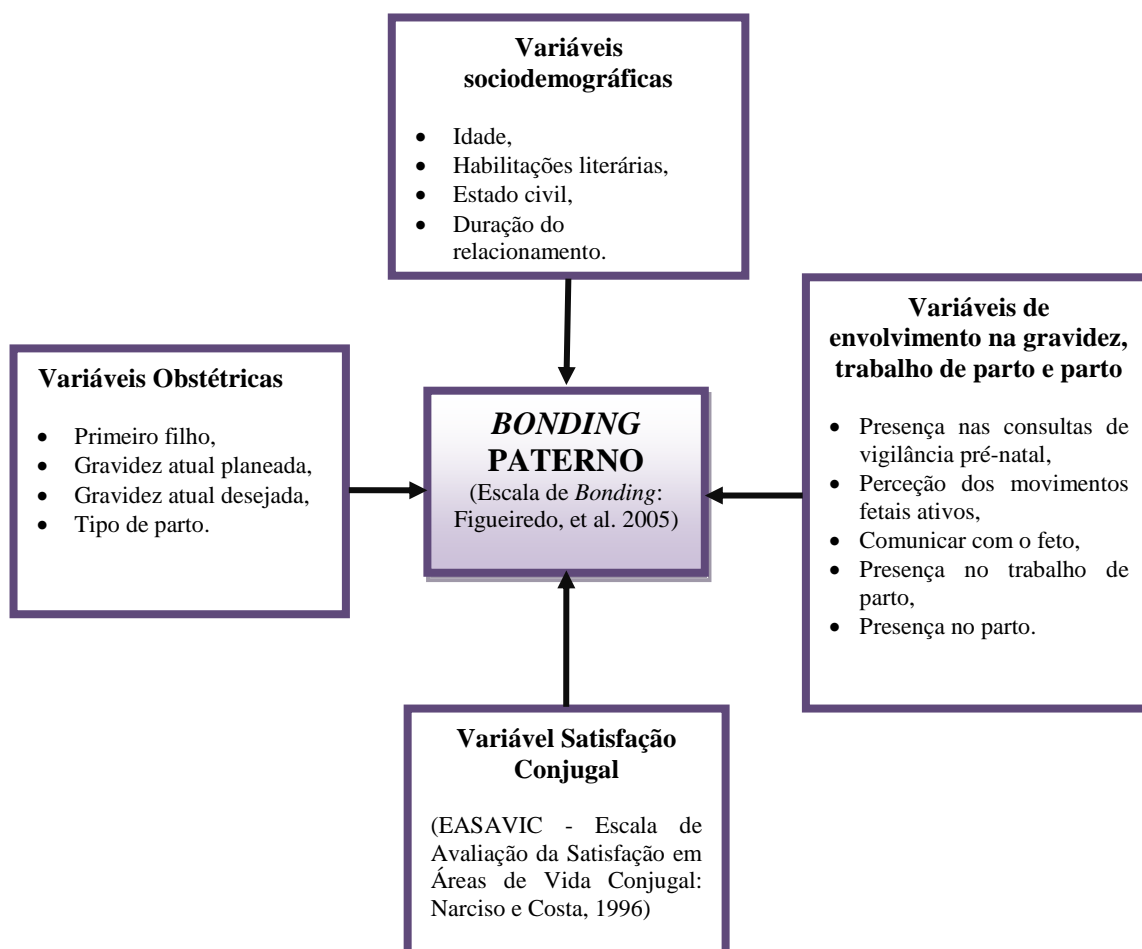 Variáveis
sociodemográficas
• Idade,
• Habilitações literárias,
• Estado civil,
• Duração do
relacionamento.
Variáveis Obstétricas
• Primeiro filho,
• Gravidez atual planeada,
• Gravidez atual desejada,
• Tipo de parto.
BONDING
PATERNO
(Escala de Bonding:
Figueiredo, et al. 2005)
Variáveis de
envolvimento na gravidez,
trabalho de parto e parto
• Presença nas consultas de
vigilância pré-natal,
• Perceção dos movimentos
fetais ativos,
• Comunicar com o feto,
• Presença no trabalho de
parto,
• Presença no parto.
Variável Satisfação
Conjugal
(EASAVIC - Escala de
Avaliação da Satisfação em
Áreas de Vida Conjugal:
Narciso e Costa, 1996)